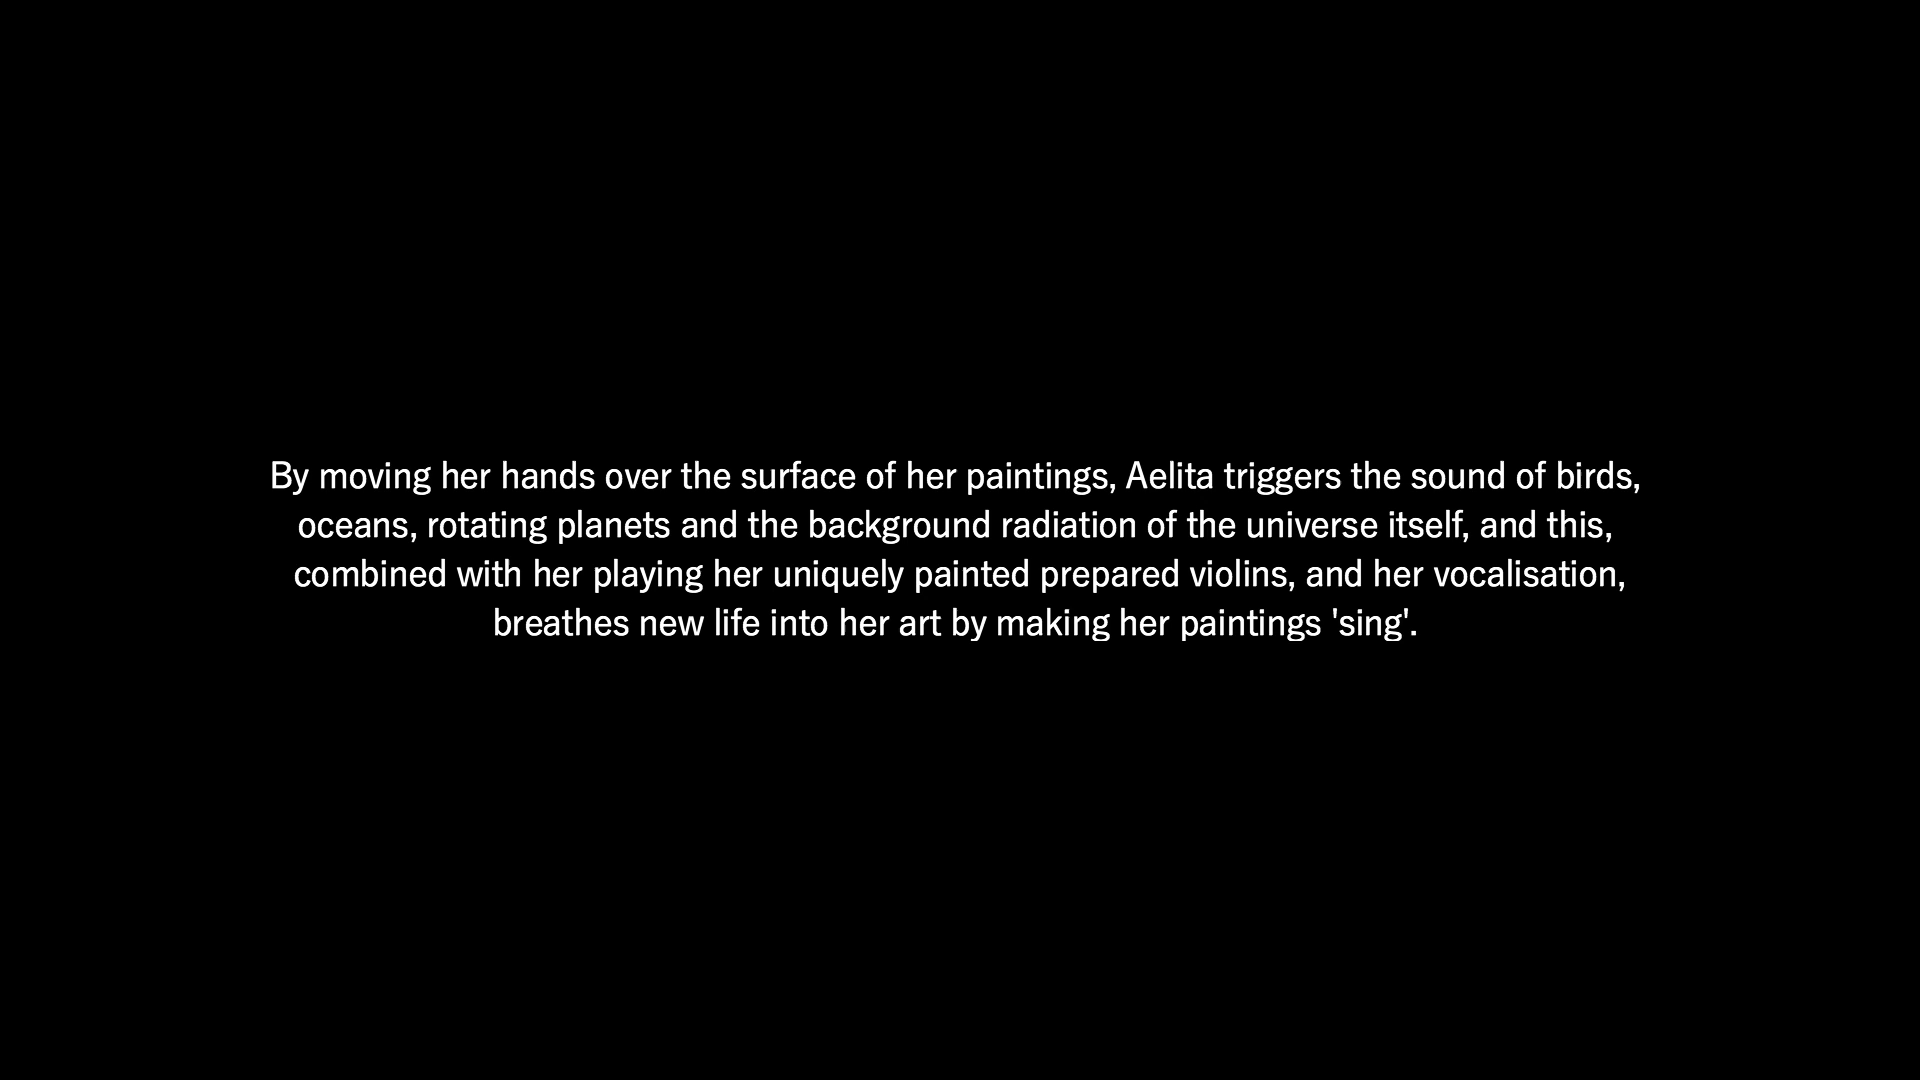 By moving her hands over the surface of her paintings, Aelita triggers the sound of birds,
oceans, rotating planets and the background radiation of the universe itself, and this,
combined with her playing her uniquely painted prepared violins, and her vocalisation,
breathes new life into her art by making her paintings 'sing'.